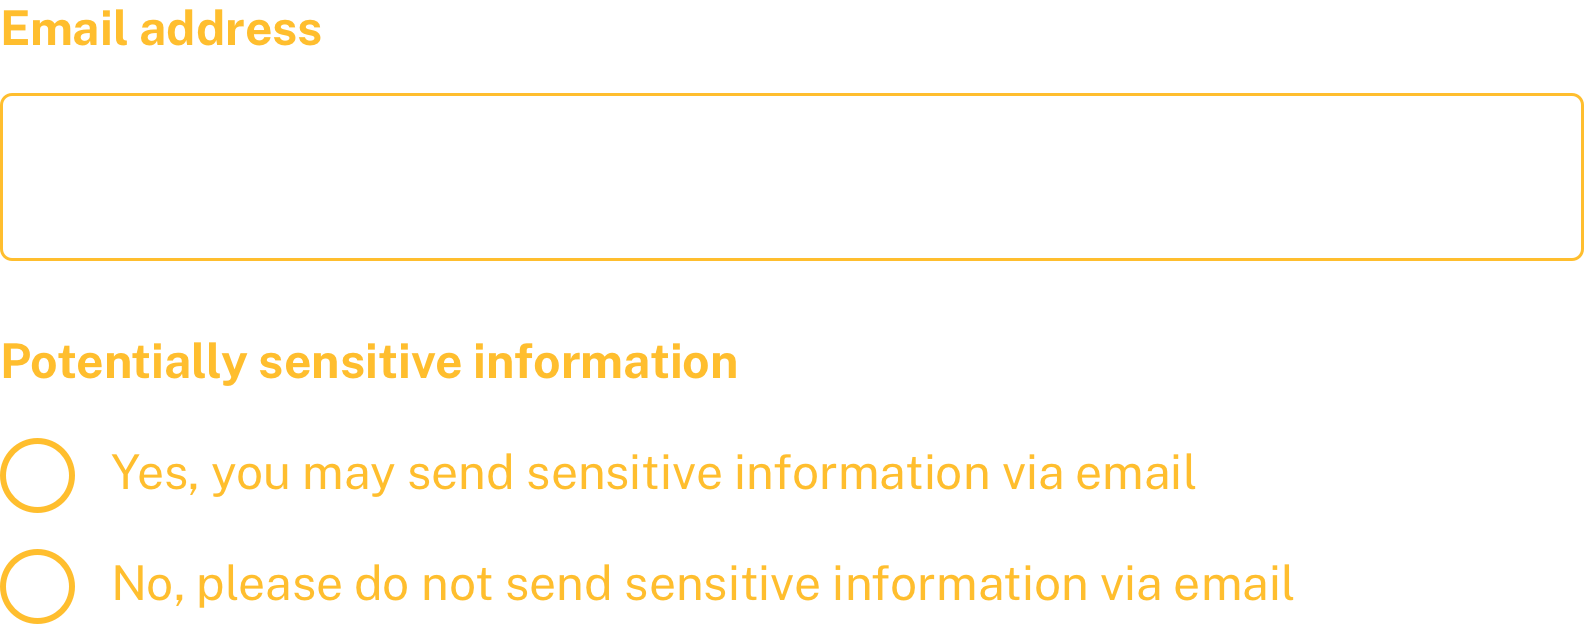 Email address
Potentially sensitive information
Yes, you may send sensitive information via email
No, please do not send sensitive information via email